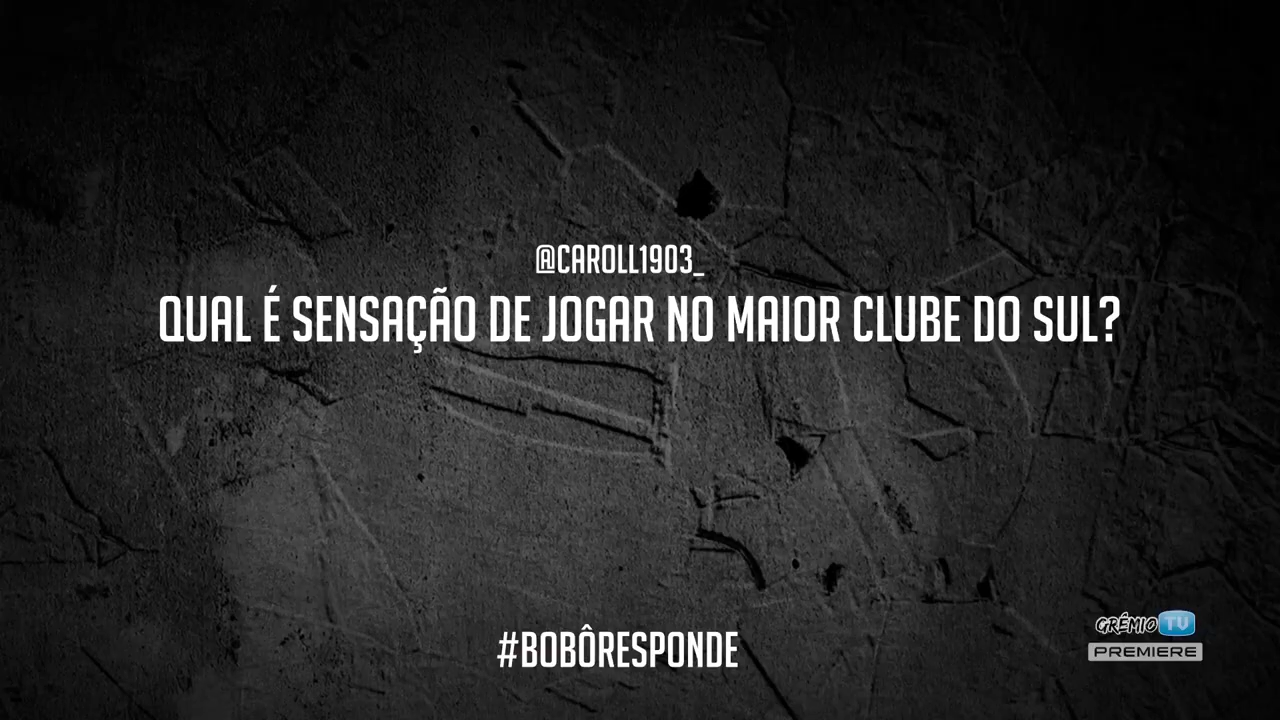 @CAROLL1903_
QUAL É SENSAÇÃO DE JOGAR NO MAIOR CLUBE DO SUL?
#BOBÔRESPONDE
GRÊMIO TV
PREMIERE